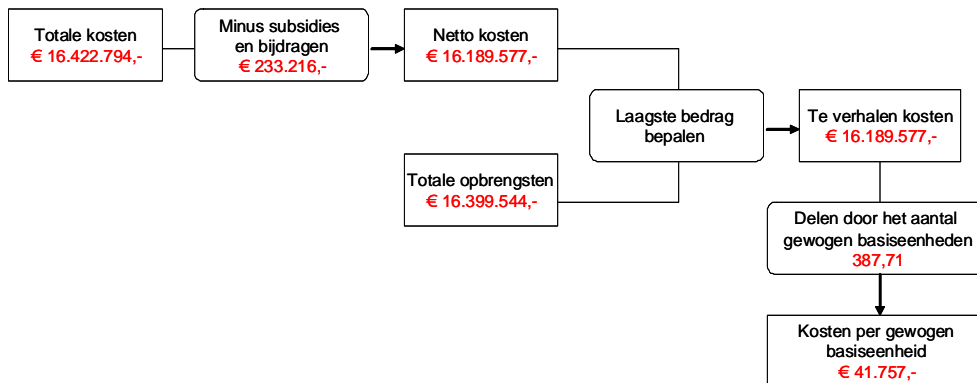 Totale kosten
€ 16.422.794,-
Minus subsidies
en bijdragen
€ 233.216,-
Netto kosten
€ 16.189.577,-
Laagste bedrag
bepalen
Te verhalen kosten
€ 16.189.577,-
Totale opbrengsten
€ 16.399.544,-
Delen door het aantal
gewogen basiseenheden
387,71
Kosten per gewogen
basiseenheid
€ 41.757,-